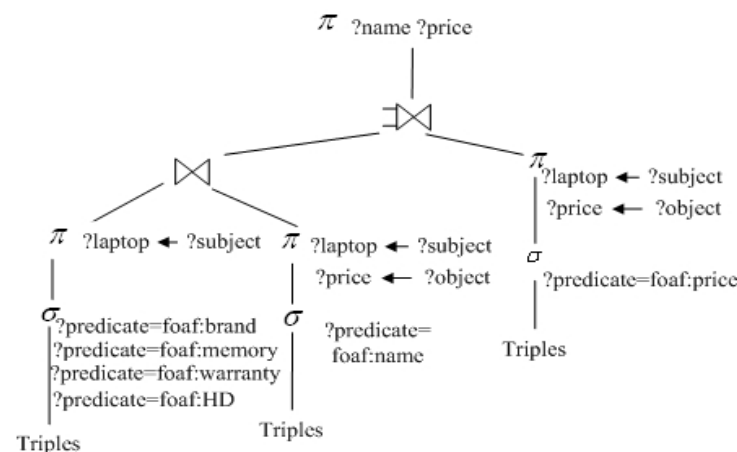 π ?name ?price
π
?laptop ← ?subject
?price ← ?object
π ?laptop ← ?subject
π ?laptop ← ?subject
?price ← ?object
σ
?predicate=foaf:price
σ
?predicate=foaf:brand
?predicate=foaf:memory
?predicate=foaf:warranty
?predicate=foaf:HD
σ
?predicate=
foaf:name
Triples
Triples
Triples